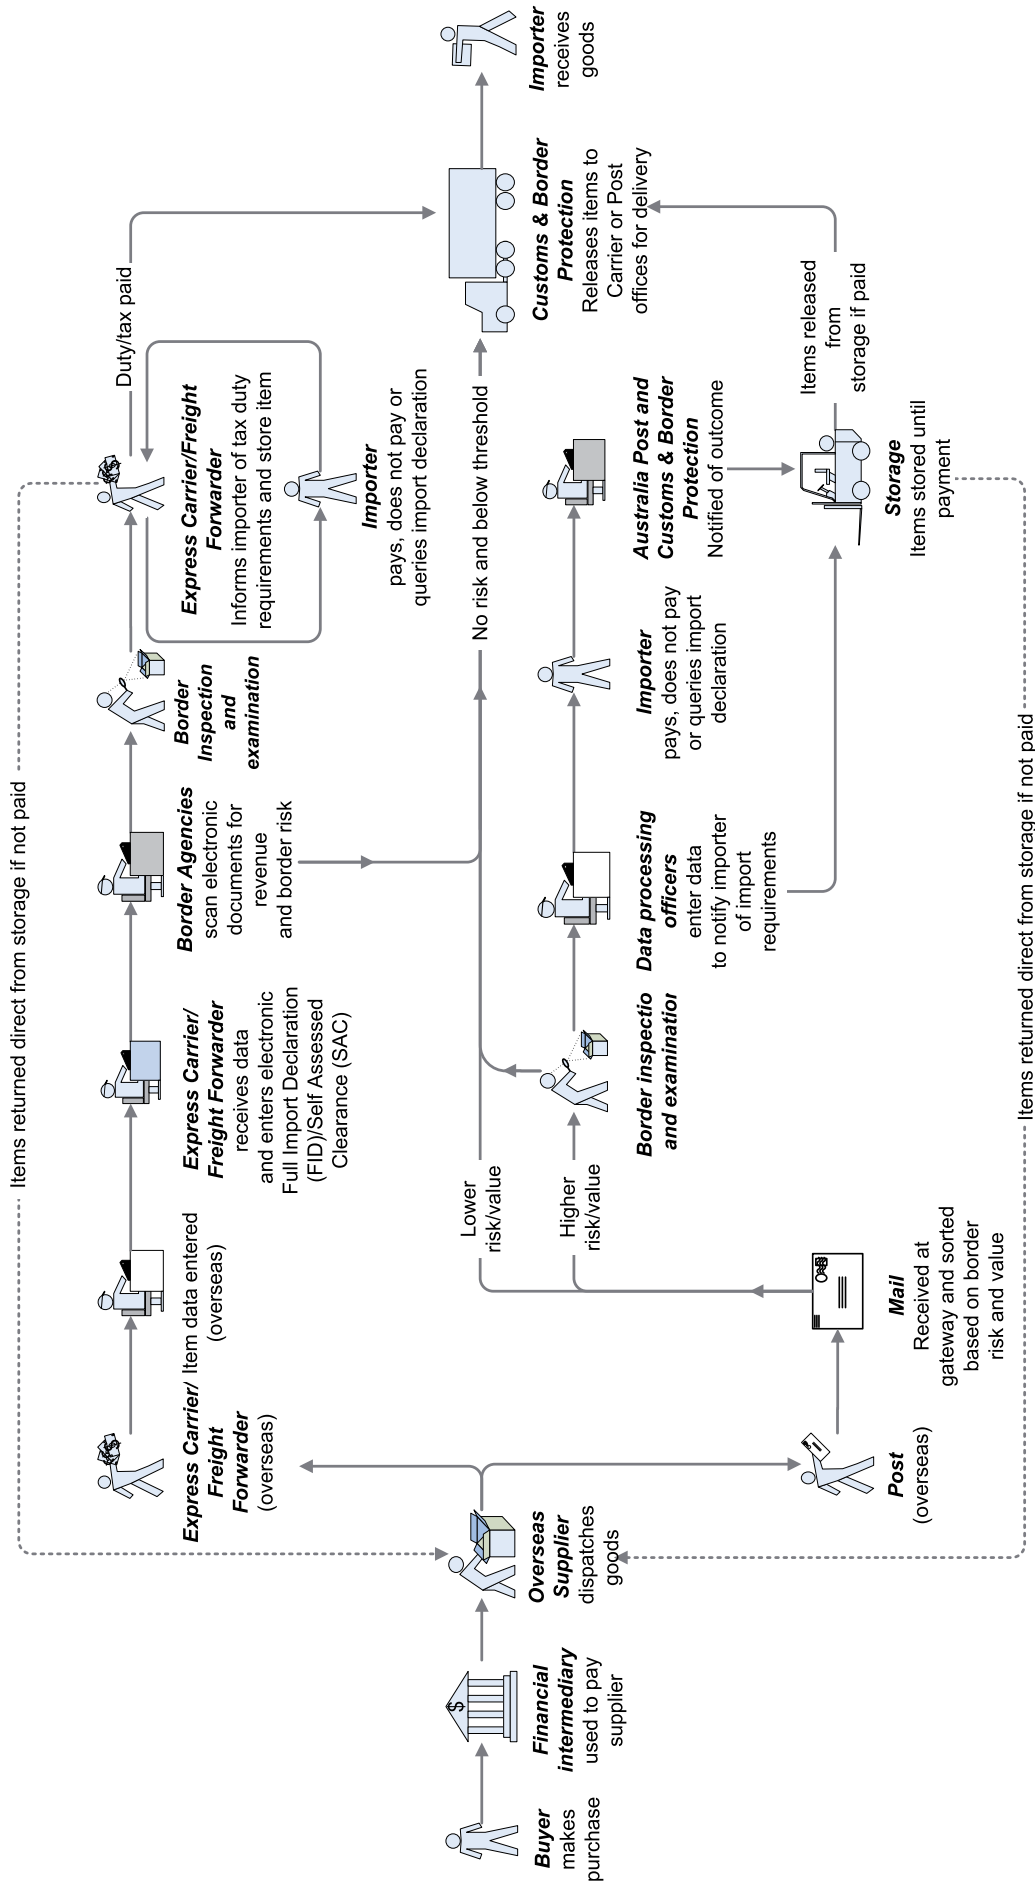 Items returned direct from storage if not paid
Duty/tax paid
Express Carrier/
Freight
Forwarder
(overseas)
Item data entered
(overseas)
Express Carrier/
Freight Forwarder
receives data
and enters electronic
Full Import Declaration
(FID)/Self Assessed
Clearance (SAC)
Border Agencies
scan electronic
documents for
revenue
and border risk
Border
Inspection
and
examination
Express Carrier/Freight
Forwarder
Informs importer of tax duty
requirements and store item
Importer
pays, does not pay or
queries import declaration
$
Buyer
makes
purchase
Financial
intermediary
used to pay
supplier
Overseas
Supplier
dispatches
goods
Lower
risk/value
No risk and below threshold
Customs & Border
Protection
Releases items to
Carrier or Post
offices for delivery
Importer
receives
goods
Higher
risk/value
Border inspectio
and examination
Data processing
officers
enter data
to notify importer
of import
requirements
Importer
pays, does not pay
or queries import
declaration
Australia Post and
Customs & Border
Protection
Notified of outcome
Post
(overseas)
Mail
Received at
gateway and sorted
based on border
risk and value
Storage
Items stored until
payment
Items released
from
storage if paid
Items returned direct from storage if not paid